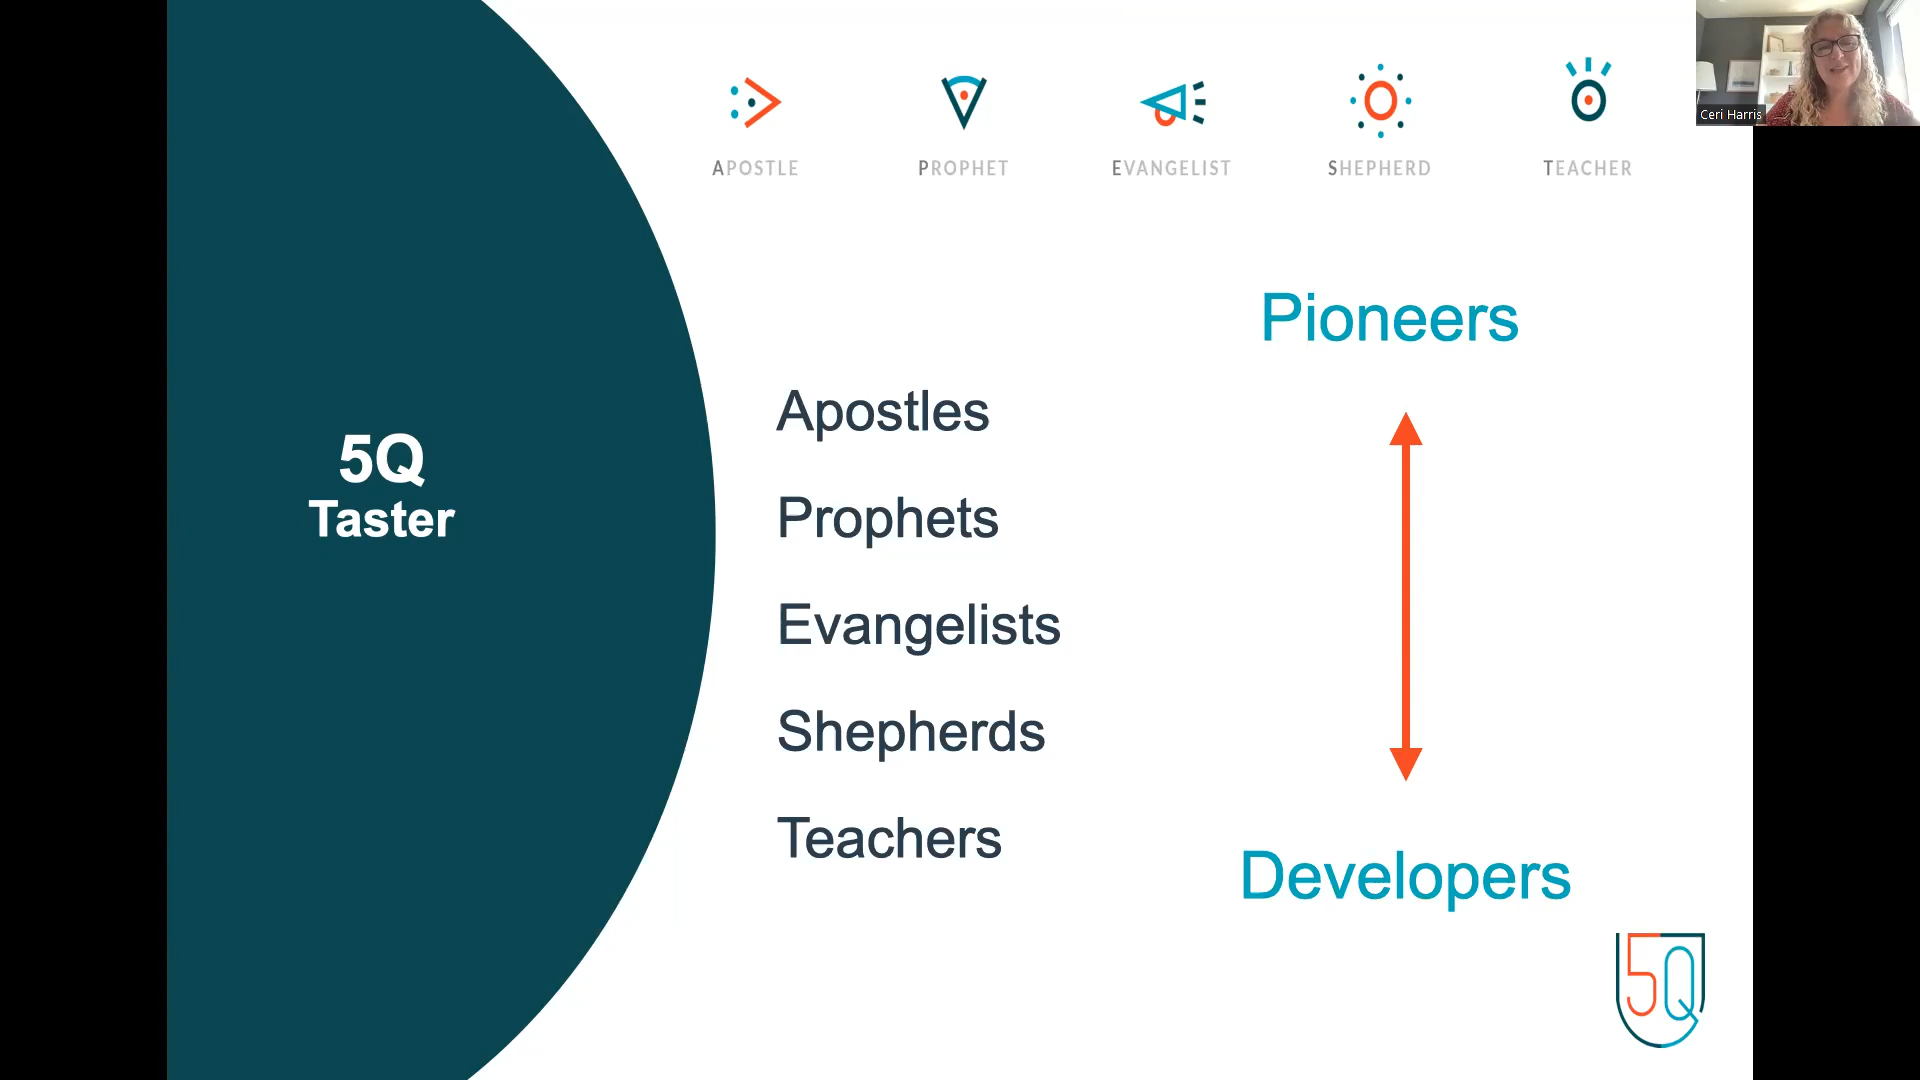 APOSTLE
PROPHET
EVANGELIST
SHEPHERD
TEACHER
Ceri Harris
5Q
Taster
Apostles
Prophets
Evangelists
Shepherds
Teachers
Pioneers
Developers
5Q